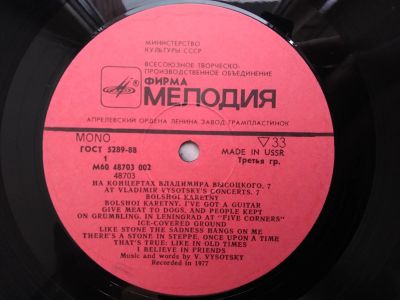 МИНИСТЕРСТВО
КУЛЬТУРЫ СССР
ВСЕСОЮЗНОЕ ТВОРЧЕСКО-
ПРОИЗВОДСТВЕННОЕ ОБЪЕДИНЕНИЕ
ФИРМА
МЕЛОДИЯ
АПРЕЛЕВСКИЙ ОРДЕНА ЛЕНИНА ЗАВОД ГРАМПЛАСТИНОК
MONO
ГОСТ 5289-88
1
М60 48703 002
48703
▽33
MADE IN USSR
Третья гр.
НА КОНЦЕРТАХ ВЛАДИМИРА ВЫСОЦКОГО. 7
AT VLADIMIR VYSOTSKY'S CONCERTS. 7
BOLSHOI KARETNY
BOLSHOI KARETNY. I'VE GOT A GUITAR
GIVE MEAT TO DOGS, AND PEOPLE KEPT
ON GRUMBLING. IN LENINGRAD AT "FIVE CORNERS"
ICE-COVERED GROUND
LIKE STONE THE SADNESS HANGS ON ME
THERE'S A STONE IN STEPPE. ONCE UPON A TIME
THAT'S TRUE: LIKE IN OLD TIMES
I BELIEVE IN FRIENDS
Music and words by V. VYSOTSKY
Recorded in 1977